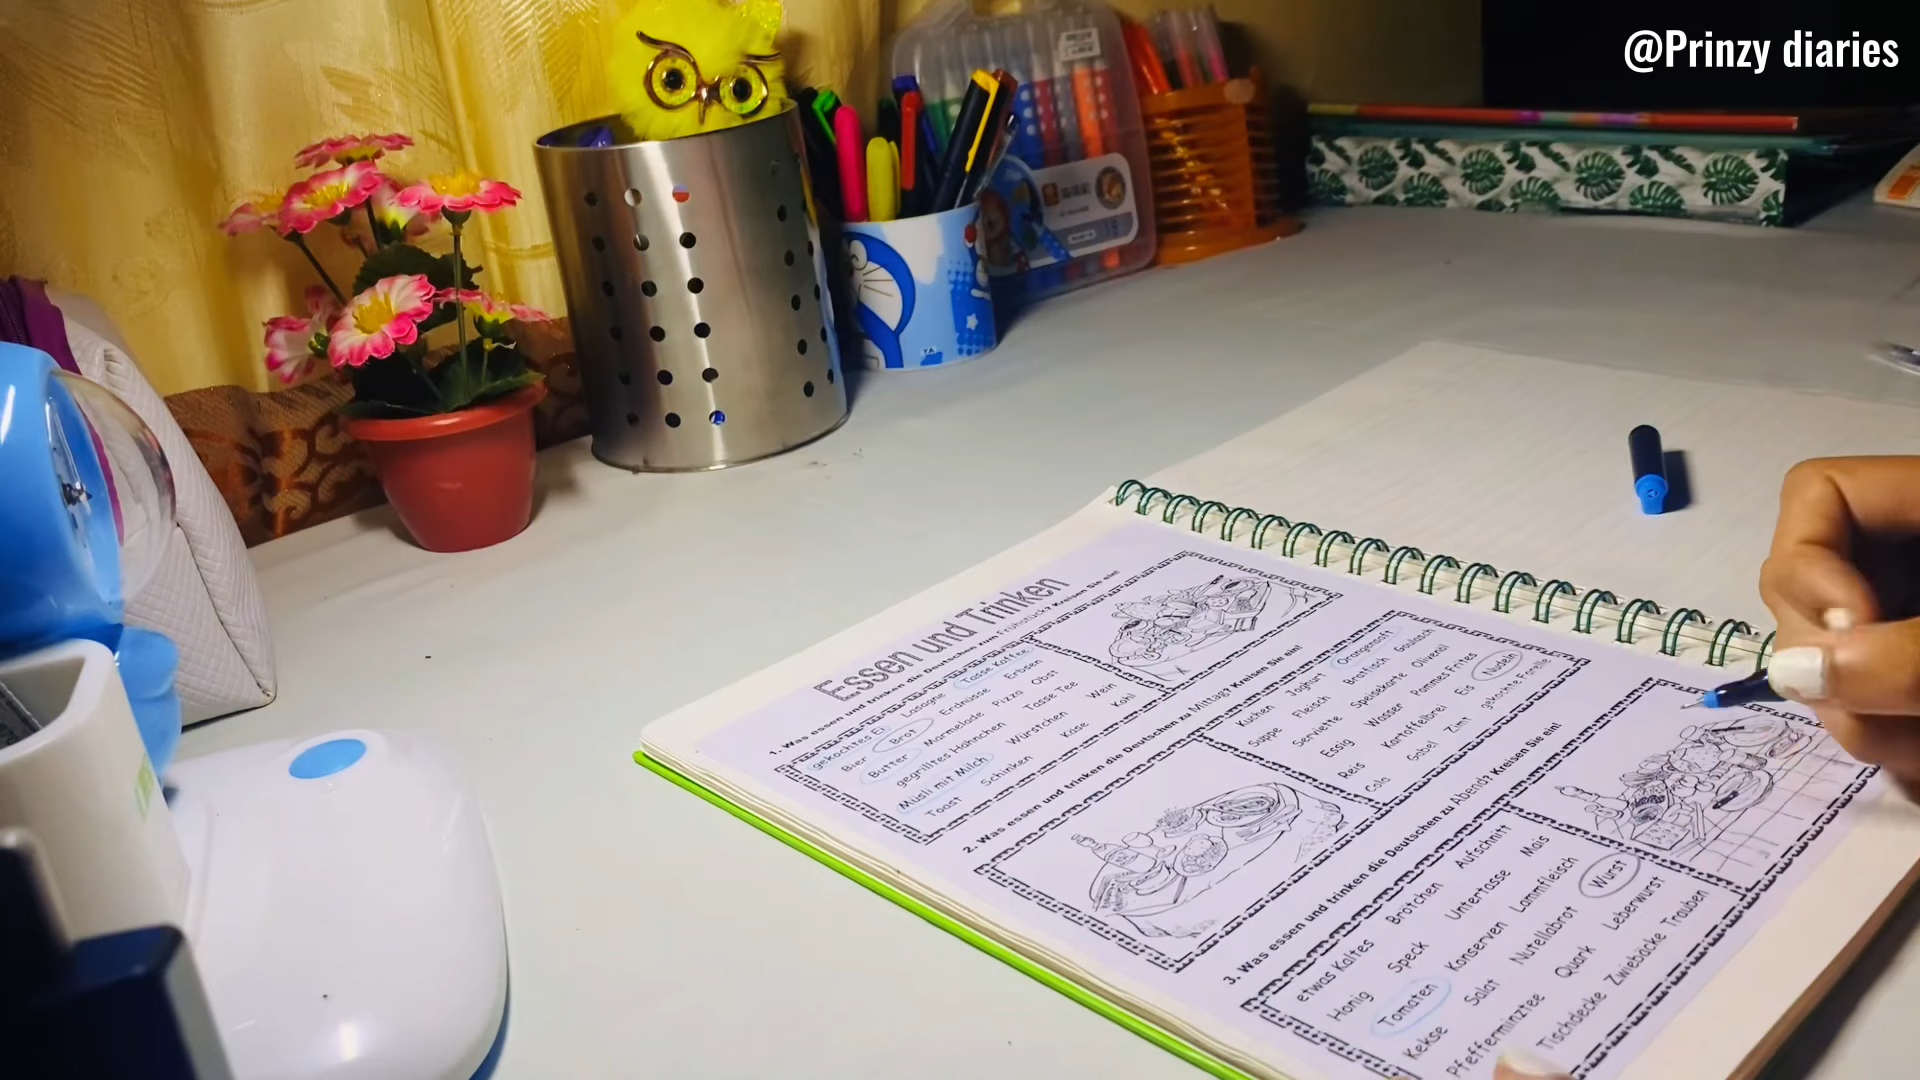 @Prinzy diaries
Essen und Trinken
1. Was essen und trinken die Deutschen zum Frühstück? Kreisen Sie ein!
gekochtes Ei Lasagne Tasse Kaffee
Bier Brot Erdnüsse Erbsen
Butter Marmelade Pizza Obst
gegrilltes Hähnchen Tasse Tee
Müsli mit Milch Würstchen Wein
Toast Schinken Käse Kohl
2. Was essen und trinken die Deutschen zu Mittag? Kreisen Sie ein!
Kuchen Joghurt Orangensaft
Suppe Fleisch Bratfisch Goulasch
Serviette Speisekarte Olivenöl
Essig Wasser Pommes Frites
Reis Kartoffelbrei Eis Nudeln
Cola Gabel Zimt gekochte Forelle
3. Was essen und trinken die Deutschen zu Abend? Kreisen Sie ein!
etwas Kaltes Brötchen Aufschnitt
Honig Speck Untertasse Mais
Tomaten Konserven Lammfleisch
Kekse Salat Nutellabrot Wurst
Pfefferminztee Quark Leberwurst
Tischdecke Zwiebäcke Trauben